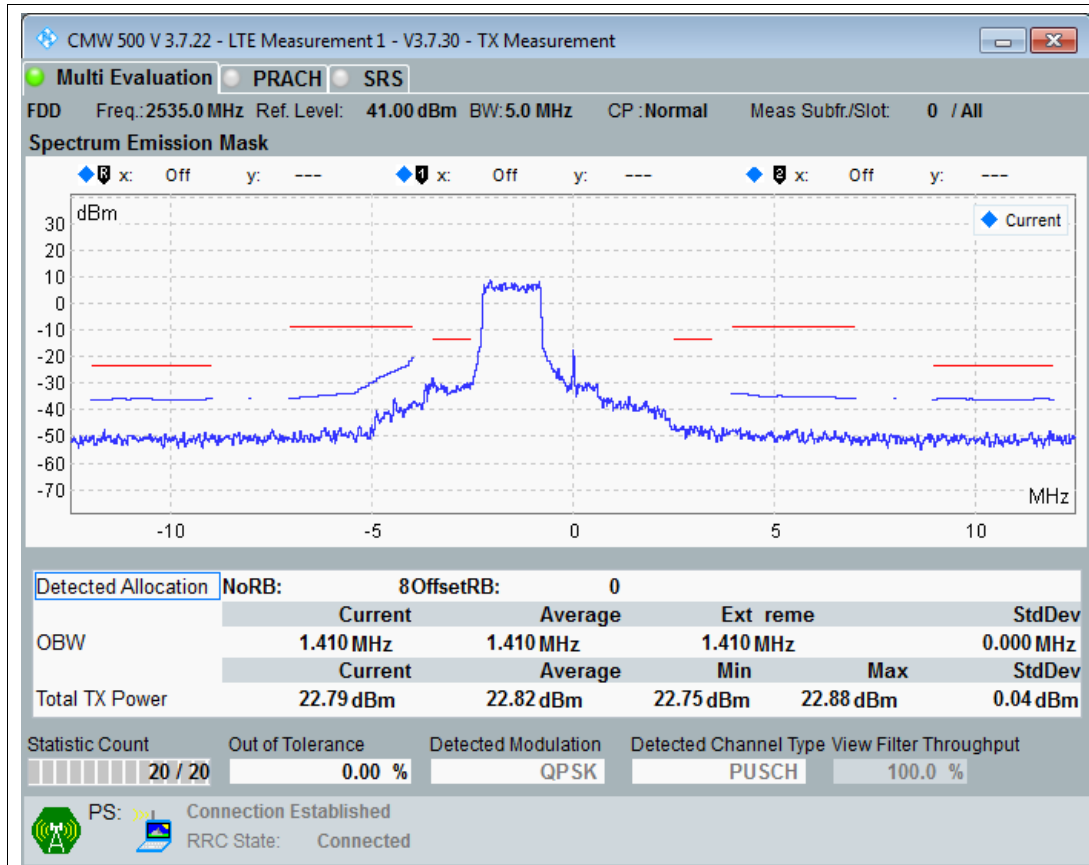 CMW 500 V 3.7.22 - LTE Measurement 1 - V3.7.30 - TX Measurement
Multi Evaluation PRACH SRS
FDD Freq.: 2535.0 MHz Ref. Level: 41.00 dBm BW: 5.0 MHz CP : Normal Meas Subfr./Slot: 0 / All
Spectrum Emission Mask
R x: Off y: --- 1 x: Off y: --- 2 x: Off y: ---
dBm
Current
30
20
10
0
-10
-20
-30
-40
-50
-60
-70
MHz
-10 -5 0 5 10
Detected Allocation NoRB: 8 OffsetRB: 0
Current Average Ext reme StdDev
OBW 1.410 MHz 1.410 MHz 1.410 MHz 0.000 MHz
Current Average Min Max StdDev
Total TX Power 22.79 dBm 22.82 dBm 22.75 dBm 22.88 dBm 0.04 dBm
Statistic Count Out of Tolerance Detected Modulation Detected Channel Type View Filter Throughput
20 / 20 0.00 % QPSK PUSCH 100.0 %
PS: Connection Established
RRC State: Connected